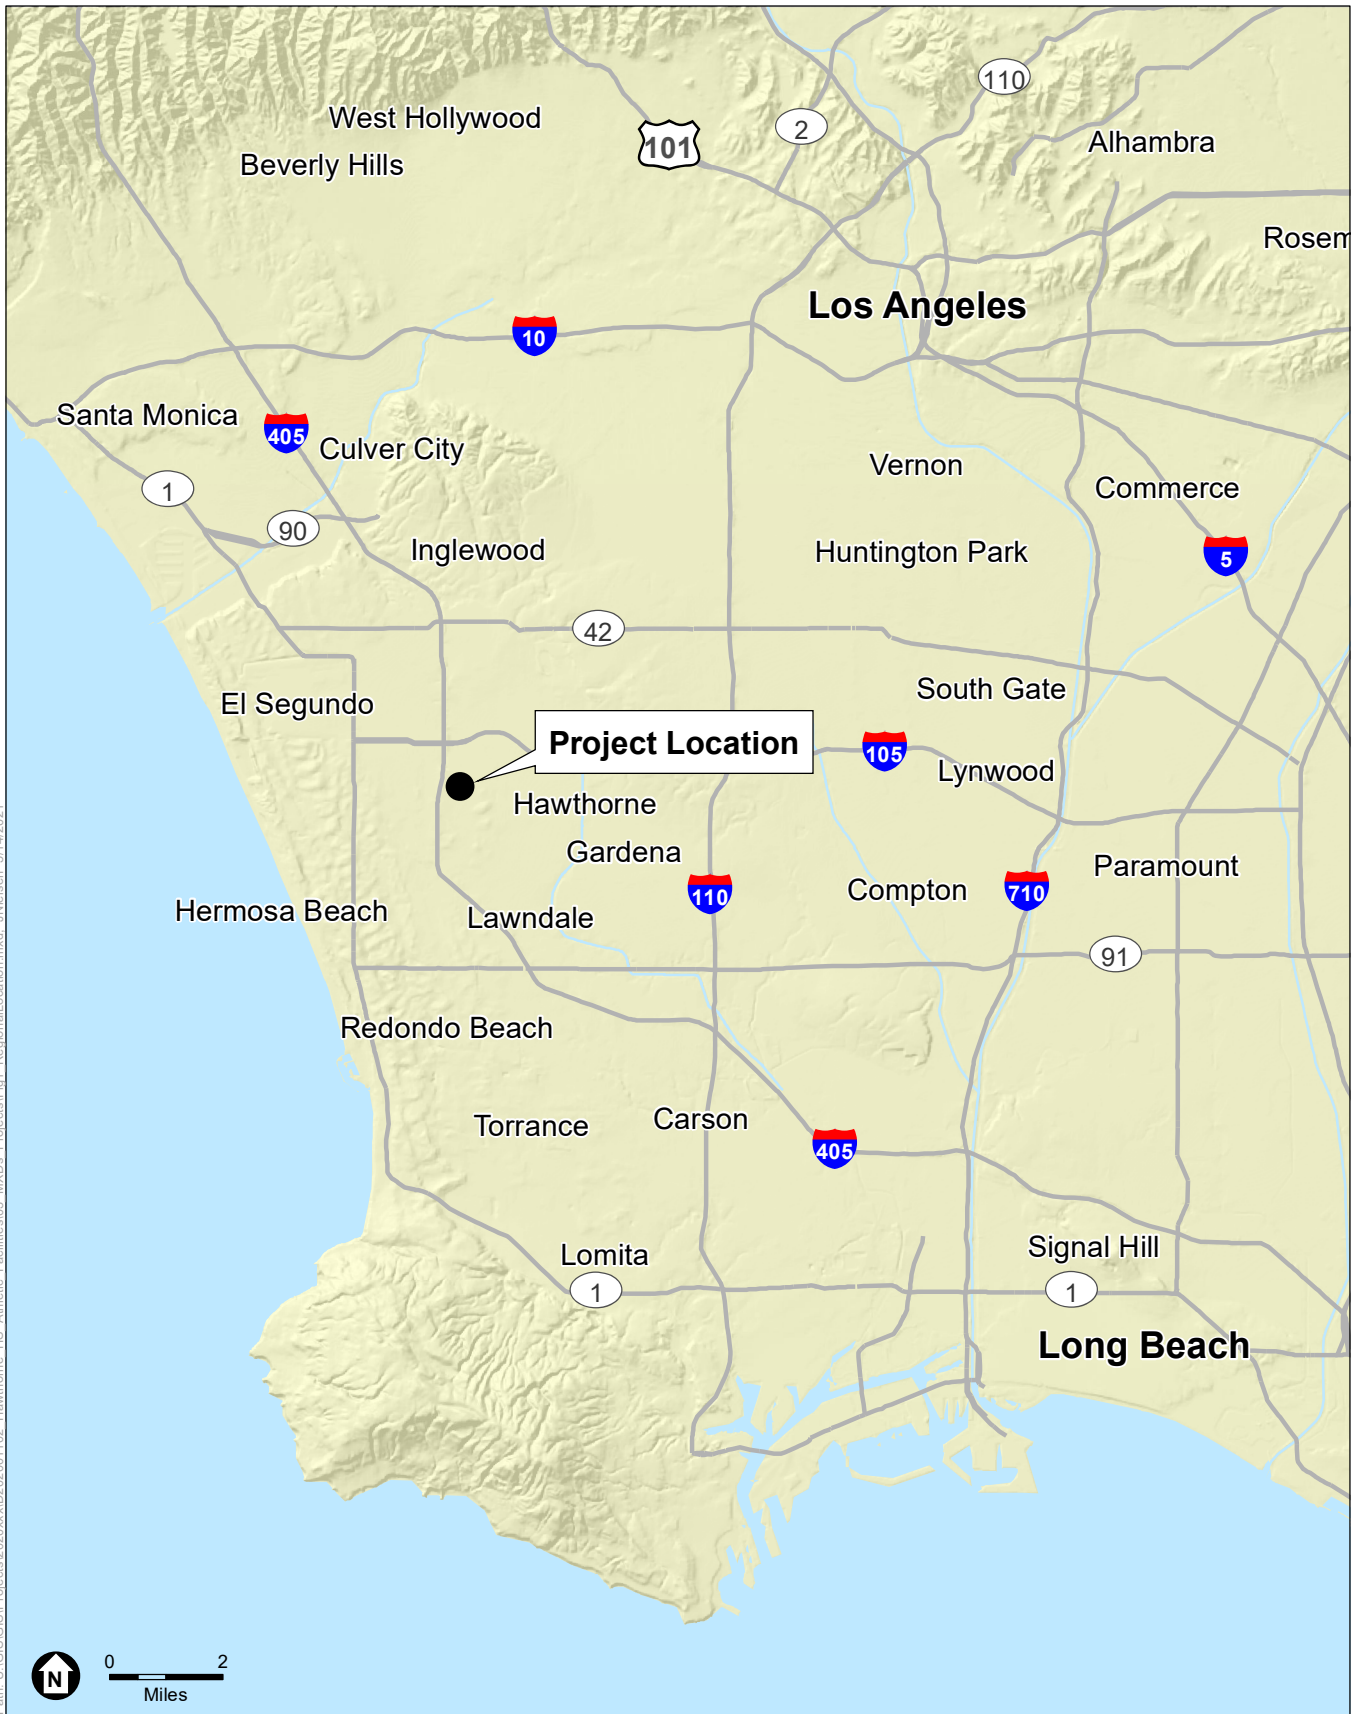 110
West Hollywood
2
101
Alhambra
Beverly Hills
Rosem
Los Angeles
10
Santa Monica
405
Culver City
Vernon
1
Commerce
90
Inglewood
Huntington Park
5
42
South Gate
El Segundo
Project Location
105
Lynwood
Hawthorne
Gardena
Paramount
110
Compton
710
Hermosa Beach
Lawndale
91
Redondo Beach
Torrance
Carson
405
Signal Hill
Lomita
1
1
Long Beach
N
0 2
Miles